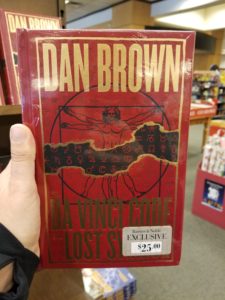 DAN BROWN
DA VINCI CODE
LOST S
Barnes & Noble
EXCLUSIVE
$25.00